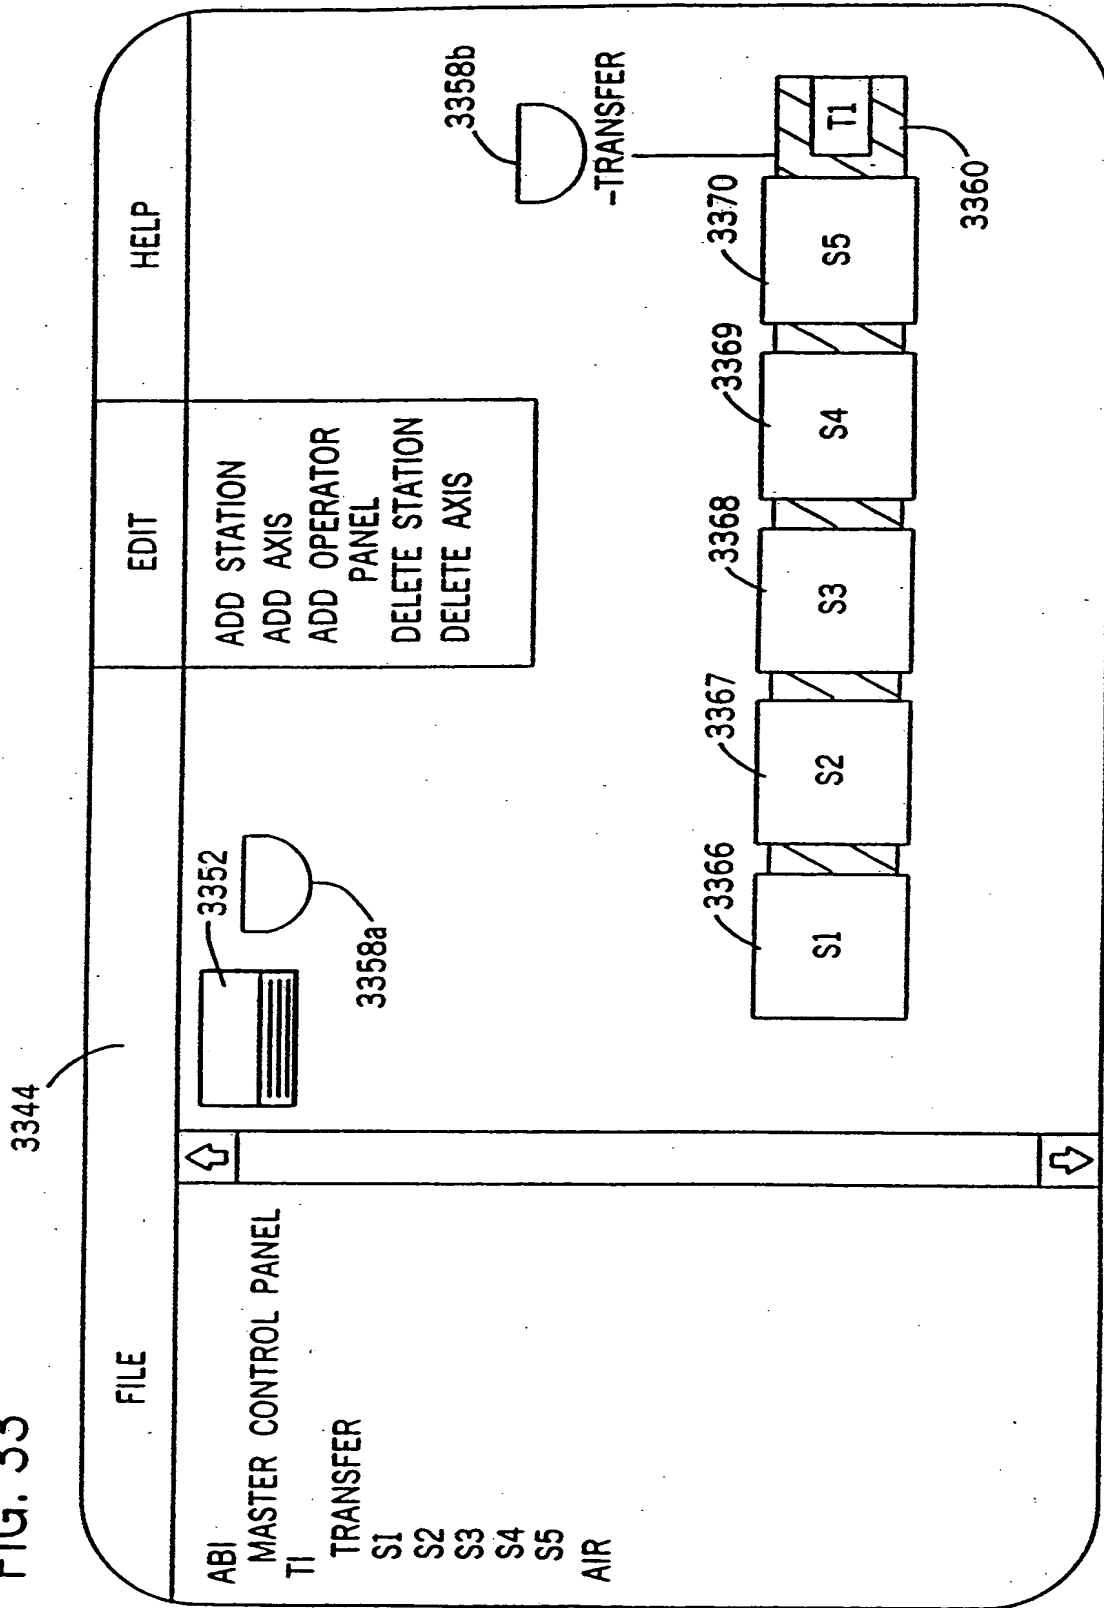 FIG. 33
3344
FILE
EDIT
HELP
ABI
MASTER CONTROL PANEL
TI
TRANSFER
S1
S2
S3
S4
S5
AIR
3352
3358a
ADD STATION
ADD AXIS
ADD OPERATOR
PANEL
DELETE STATION
DELETE AXIS
3358b
-TRANSFER
3366
3367
3368
3369
3370
S1
S2
S3
S4
S5
T1
3360